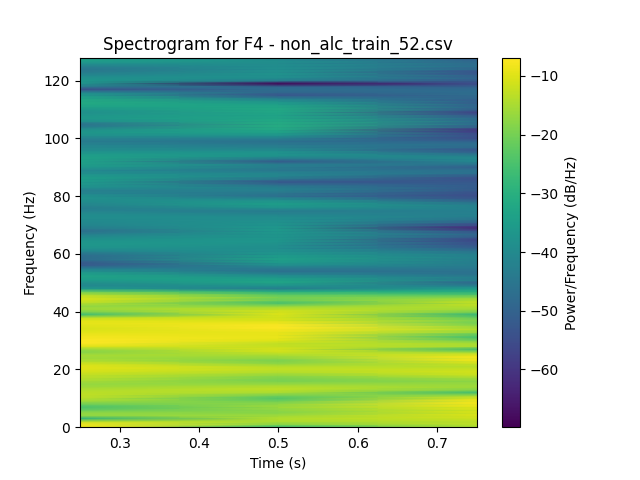 Spectrogram for F4 - non_alc_train_52.csv
120
100
80
60
40
20
0
Frequency (Hz)
0.3 0.4 0.5 0.6 0.7
Time (s)
−10
−20
−30
−40
−50
−60
Power/Frequency (dB/Hz)